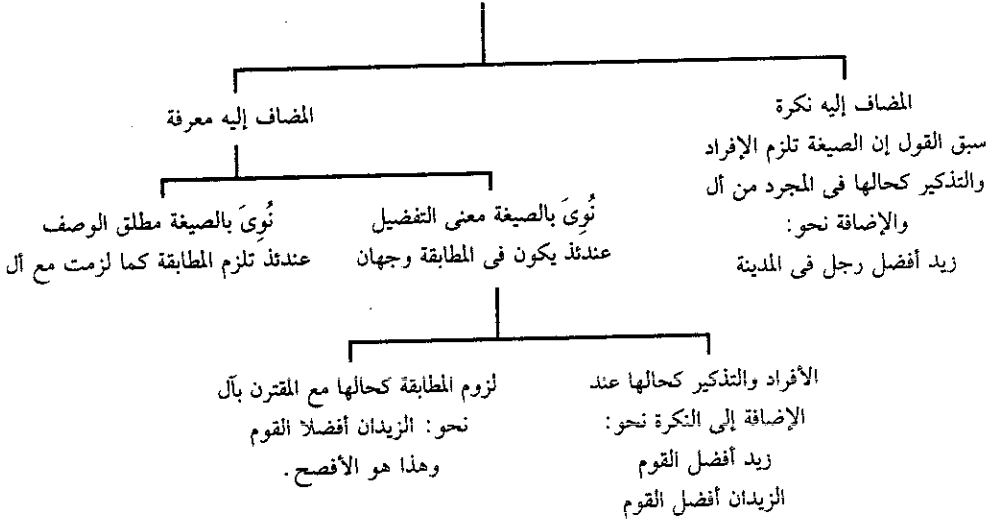 المضاف إليه نكرة
سبق القول إن الصيغة تلزم الإفراد
والتذكير كحالها فى المجرد من أل
والإضافة نحو :
زيد أفضل رجل فى المدينة
المضاف إليه معرفة
نُوِىَ بالصيغة معنى التفضيل
عندئذ يكون فى المطابقة وجهان
نُوِىَ بالصيغة مطلق الوصف
عندئذ تلزم المطابقة كما لزمت مع أل
الأفراد والتذكير كحالها عند
الإضافة إلى النكرة نحو :
زيد أفضل القوم
الزيدان أفضل القوم
لزوم المطابقة كحالها مع المقترن بآل
نحو : الزيدان أفضلا القوم
وهذا هو الأفصح .